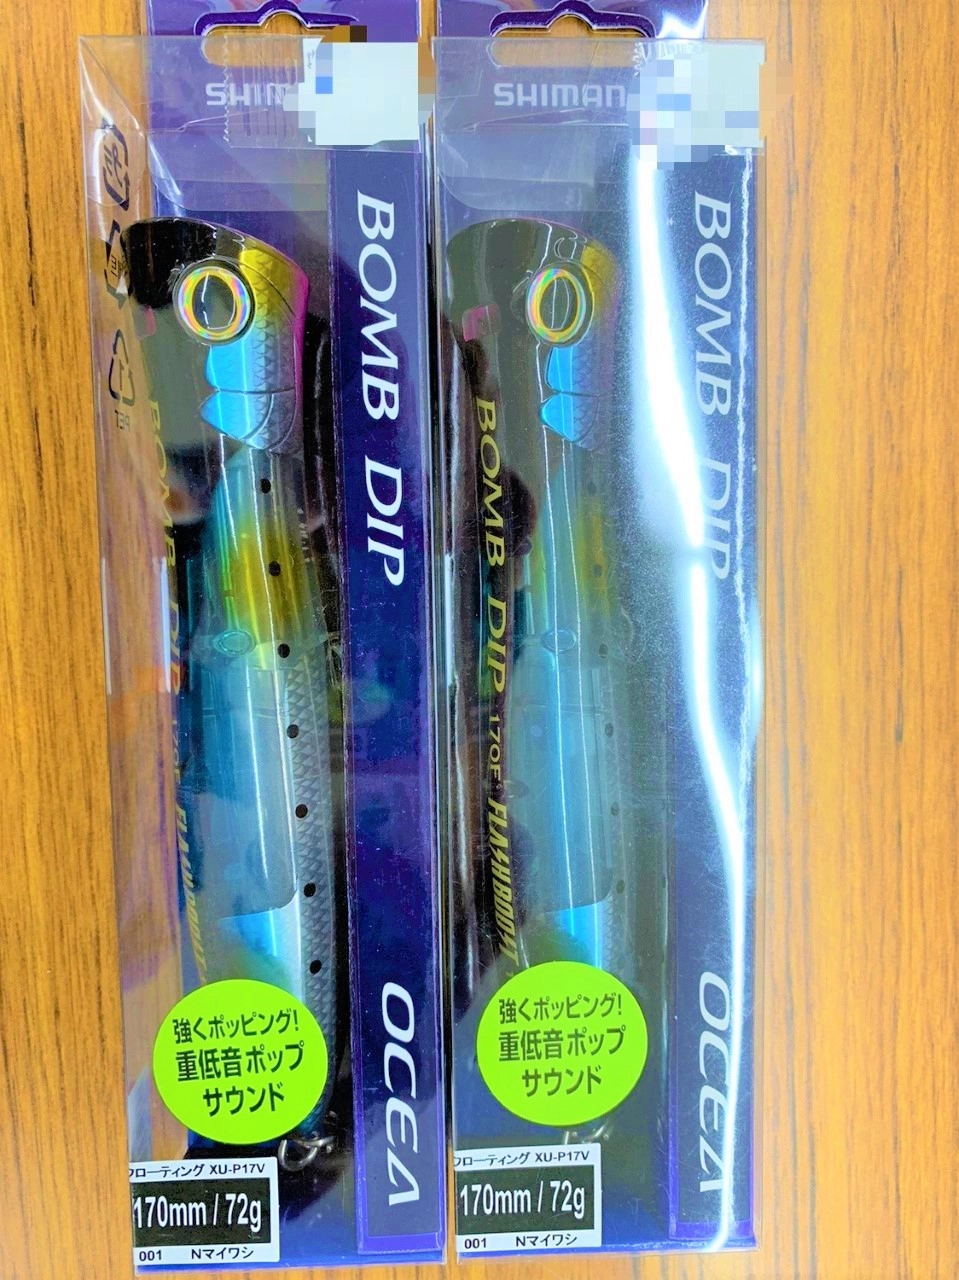 SHIMAN
BOMB DIP
OCEA
BOMB DIP 170F FLASHBOOST
強くポッピング!
重低音ポップ
サウンド
フローティング XU-P17V
170mm / 72g
001 Nマイワシ
PET
SHIMAN
BOMB DIP
OCEA
BOMB DIP 170F FLASHBOOST
強くポッピング!
重低音ポップ
サウンド
フローティング XU-P17V
170mm / 72g
001 Nマイワシ